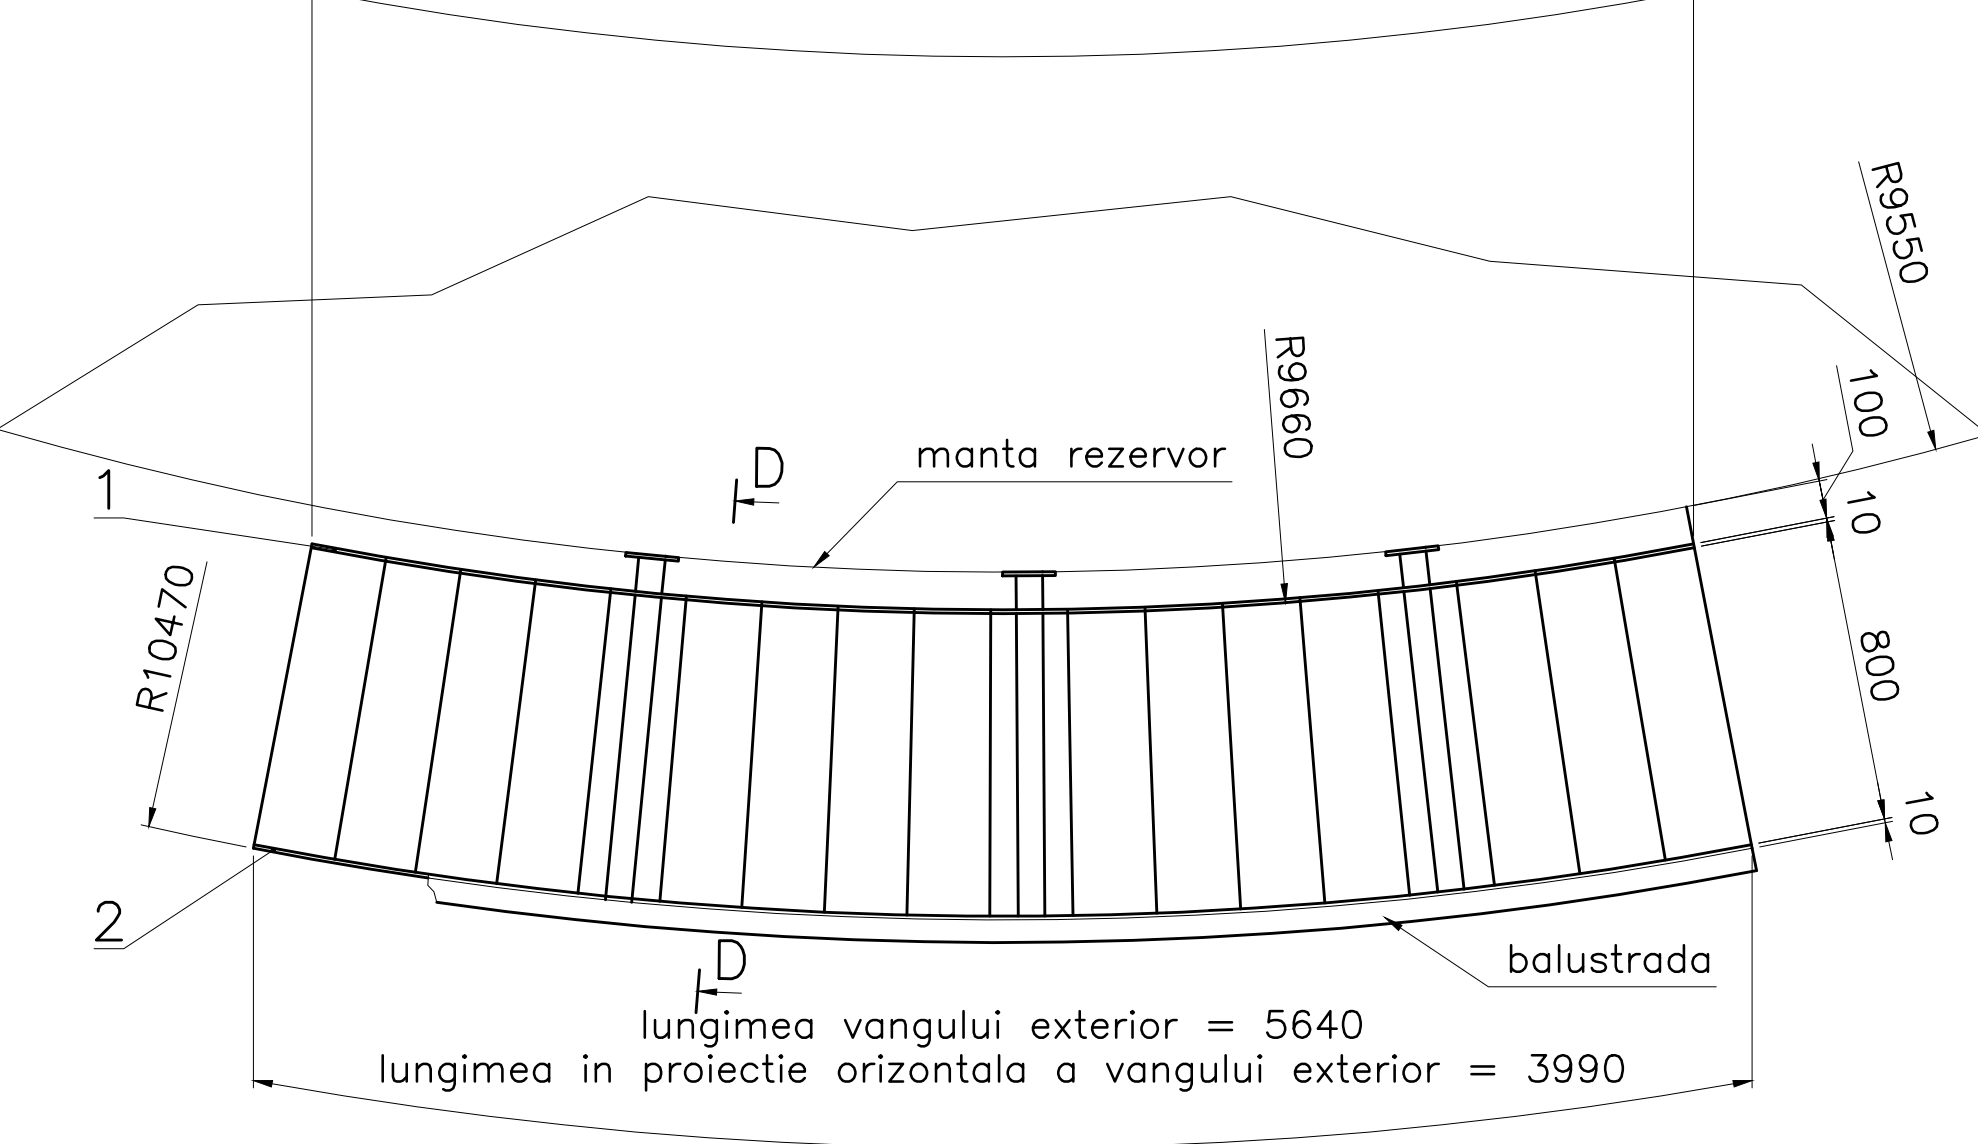 R9550
R9660
100
manta rezervor
D
1
10
R10470
800
10
2
D
balustrada
lungimea vangului exterior = 5640
lungimea in proiectie orizontala a vangului exterior = 3990